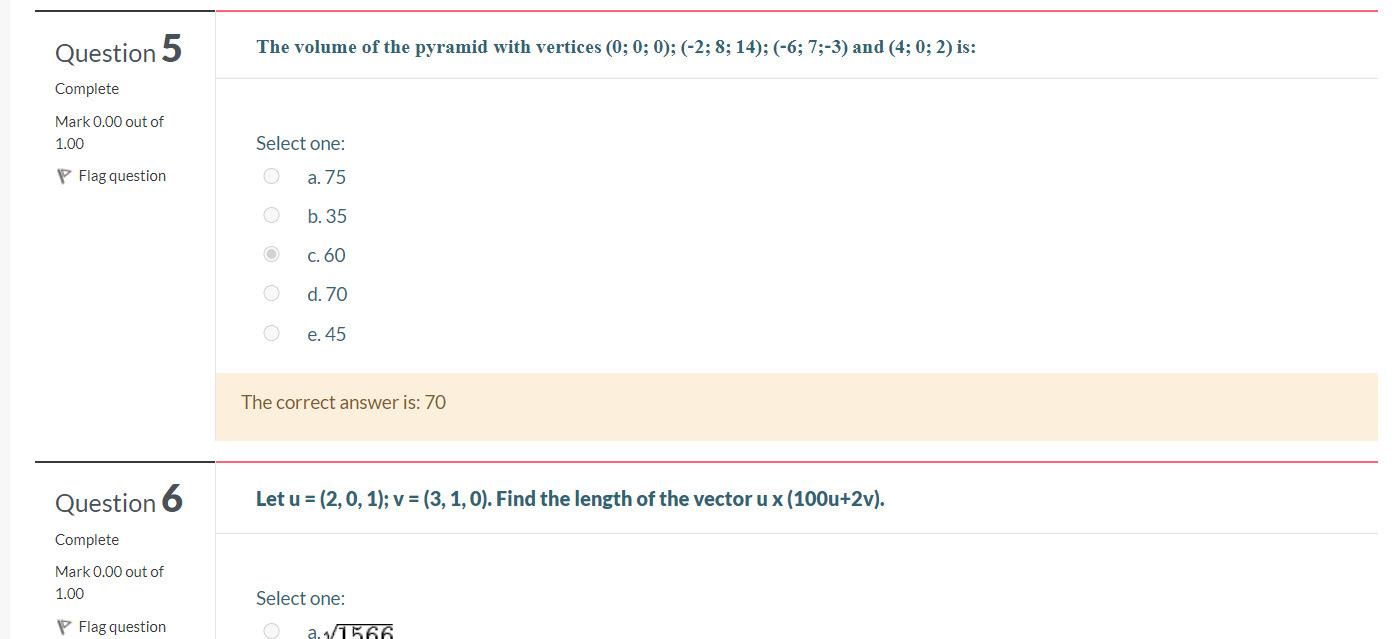 Question 5
Complete
Mark 0.00 out of
1.00
Flag question
The volume of the pyramid with vertices (0; 0; 0); (-2; 8; 14); (-6; 7;-3) and (4; 0; 2) is:
Select one:
a. 75
b. 35
c. 60
d. 70
e. 45
The correct answer is: 70
Question 6
Complete
Mark 0.00 out of
1.00
Flag question
Let u = (2, 0, 1); v = (3, 1, 0). Find the length of the vector u x (100u+2v).
Select one:
a. √1566